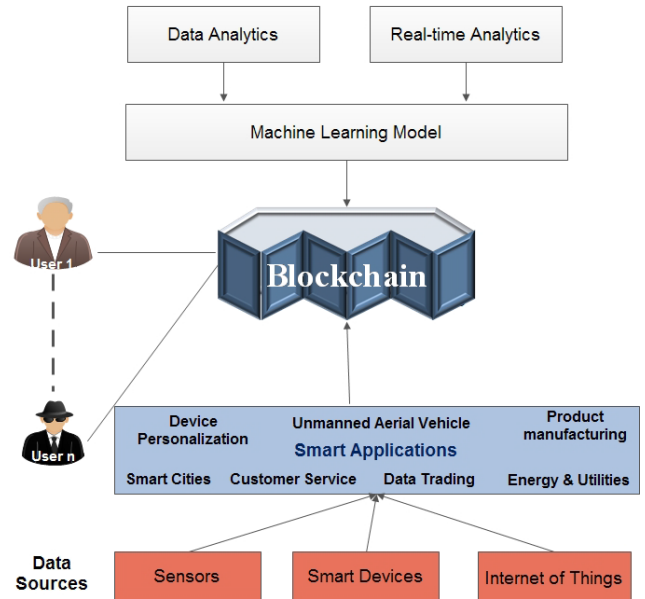 Data Analytics
Real-time Analytics
Machine Learning Model
User 1
Blockchain
User n
Device
Personalization
Unmanned Aerial Vehicle
Product
manufacturing
Smart Applications
Smart Cities
Customer Service
Data Trading
Energy & Utilities
Data
Sources
Sensors
Smart Devices
Internet of Things